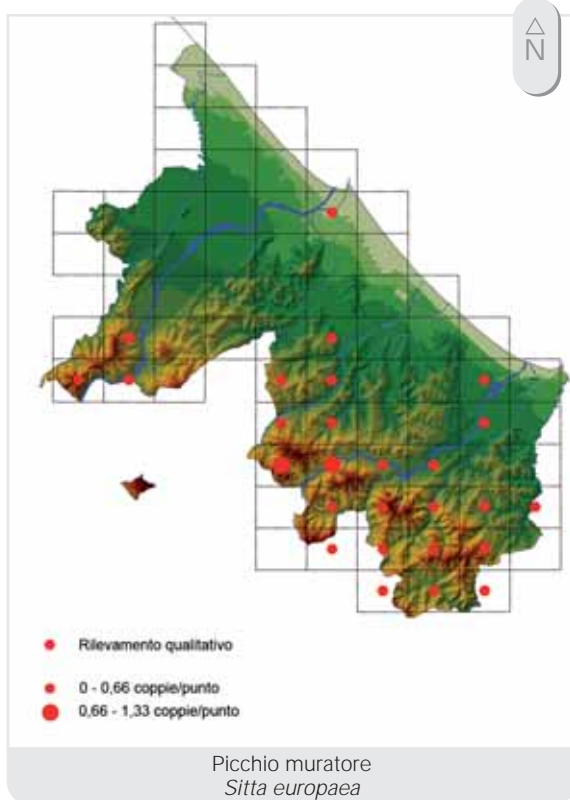 N
Rilevamento qualitativo
0 - 0,66 coppie/punto
0,66 - 1,33 coppie/punto
Picchio muratore
Sitta europaea